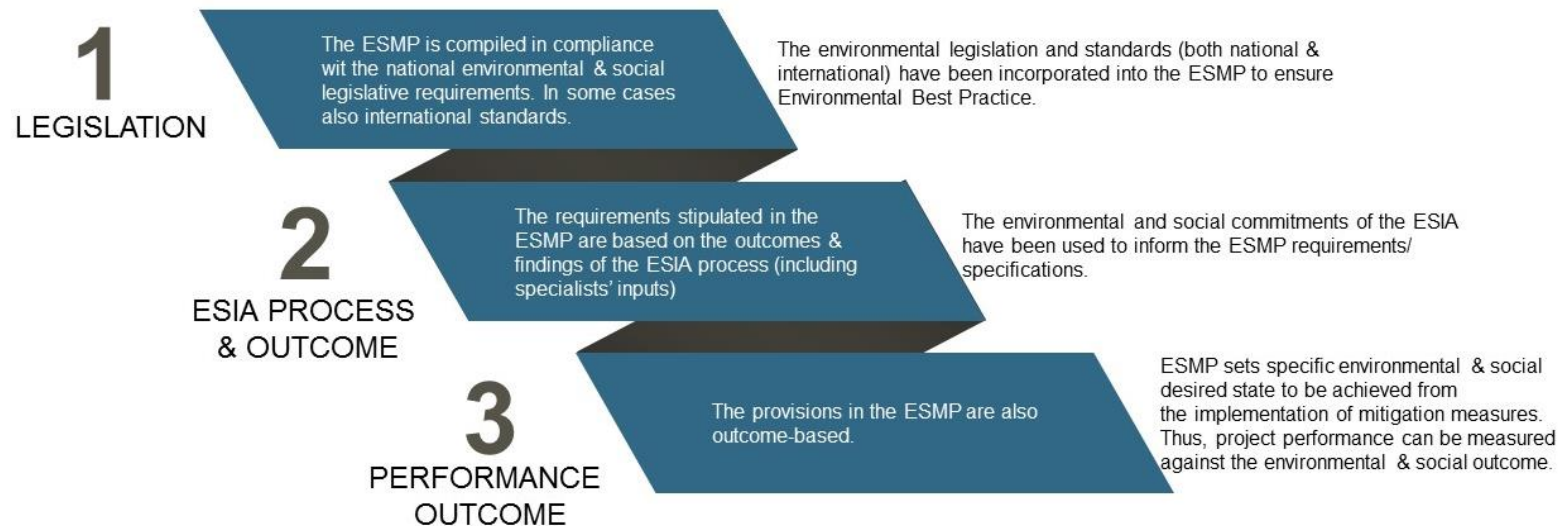 1
LEGISLATION
The ESMP is compiled in compliance
wit the national environmental & social
legislative requirements. In some cases
also international standards.
The environmental legislation and standards (both national &
international) have been incorporated into the ESMP to ensure
Environmental Best Practice.
2
ESIA PROCESS
& OUTCOME
The requirements stipulated in the
ESMP are based on the outcomes &
findings of the ESIA process (including
specialists' inputs)
The environmental and social commitments of the ESIA
have been used to inform the ESMP requirements/
specifications.
3
PERFORMANCE
OUTCOME
The provisions in the ESMP are also
outcome-based.
ESMP sets specific environmental & social
desired state to be achieved from
the implementation of mitigation measures.
Thus, project performance can be measured
against the environmental & social outcome.